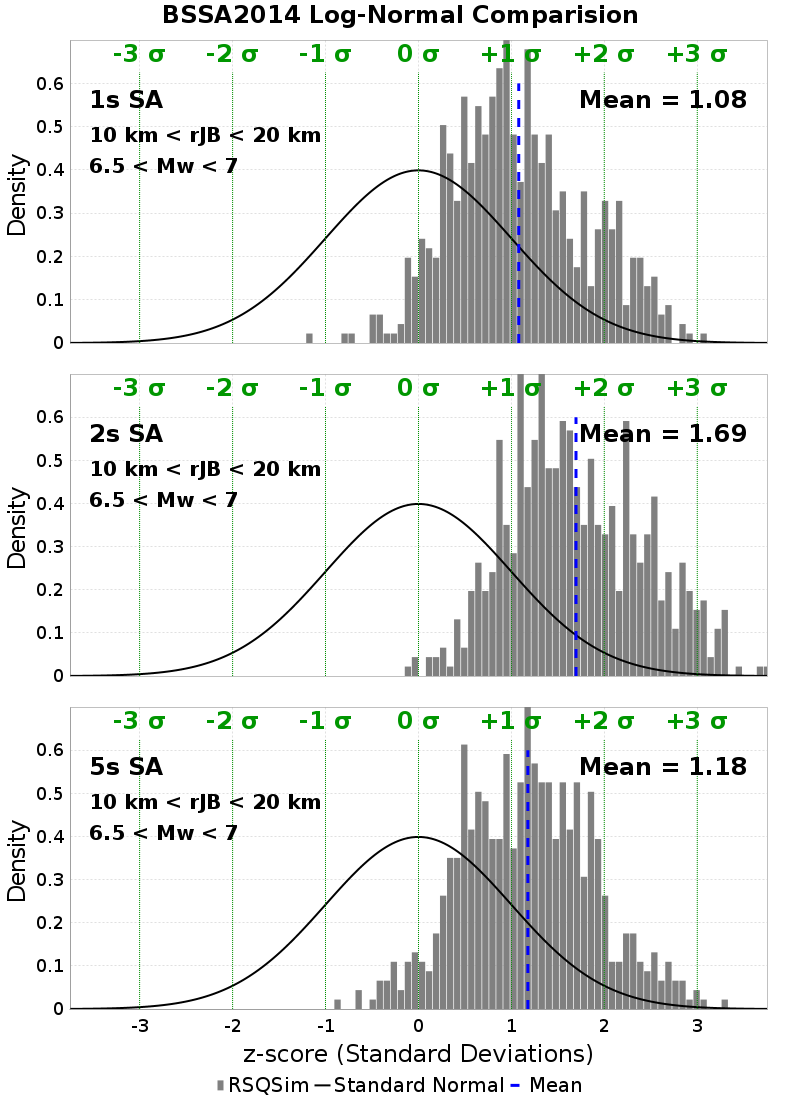 BSSA2014 Log-Normal Comparision
-3 σ -2 σ -1 σ 0 σ +1 σ +2 σ +3 σ
1s SA
Mean = 1.08
10 km < rJB < 20 km
6.5 < Mw < 7
Density
0.6
0.5
0.4
0.3
0.2
0.1
0
-3 σ -2 σ -1 σ 0 σ +1 σ +2 σ +3 σ
2s SA
Mean = 1.69
10 km < rJB < 20 km
6.5 < Mw < 7
Density
0.6
0.5
0.4
0.3
0.2
0.1
0
-3 σ -2 σ -1 σ 0 σ +1 σ +2 σ +3 σ
5s SA
Mean = 1.18
10 km < rJB < 20 km
6.5 < Mw < 7
Density
0.6
0.5
0.4
0.3
0.2
0.1
0
-3 -2 -1 0 1 2 3
z-score (Standard Deviations)
RSQSim Standard Normal Mean